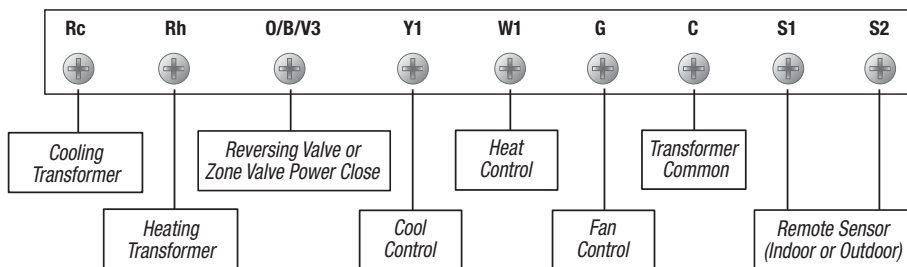 Rc Rh O/B/V3 Y1 W1 G C S1 S2
Cooling
Transformer
Reversing Valve or
Zone Valve Power Close
Heat
Control
Transformer
Common
Heating
Transformer
Cool
Control
Fan
Control
Remote Sensor
(Indoor or Outdoor)